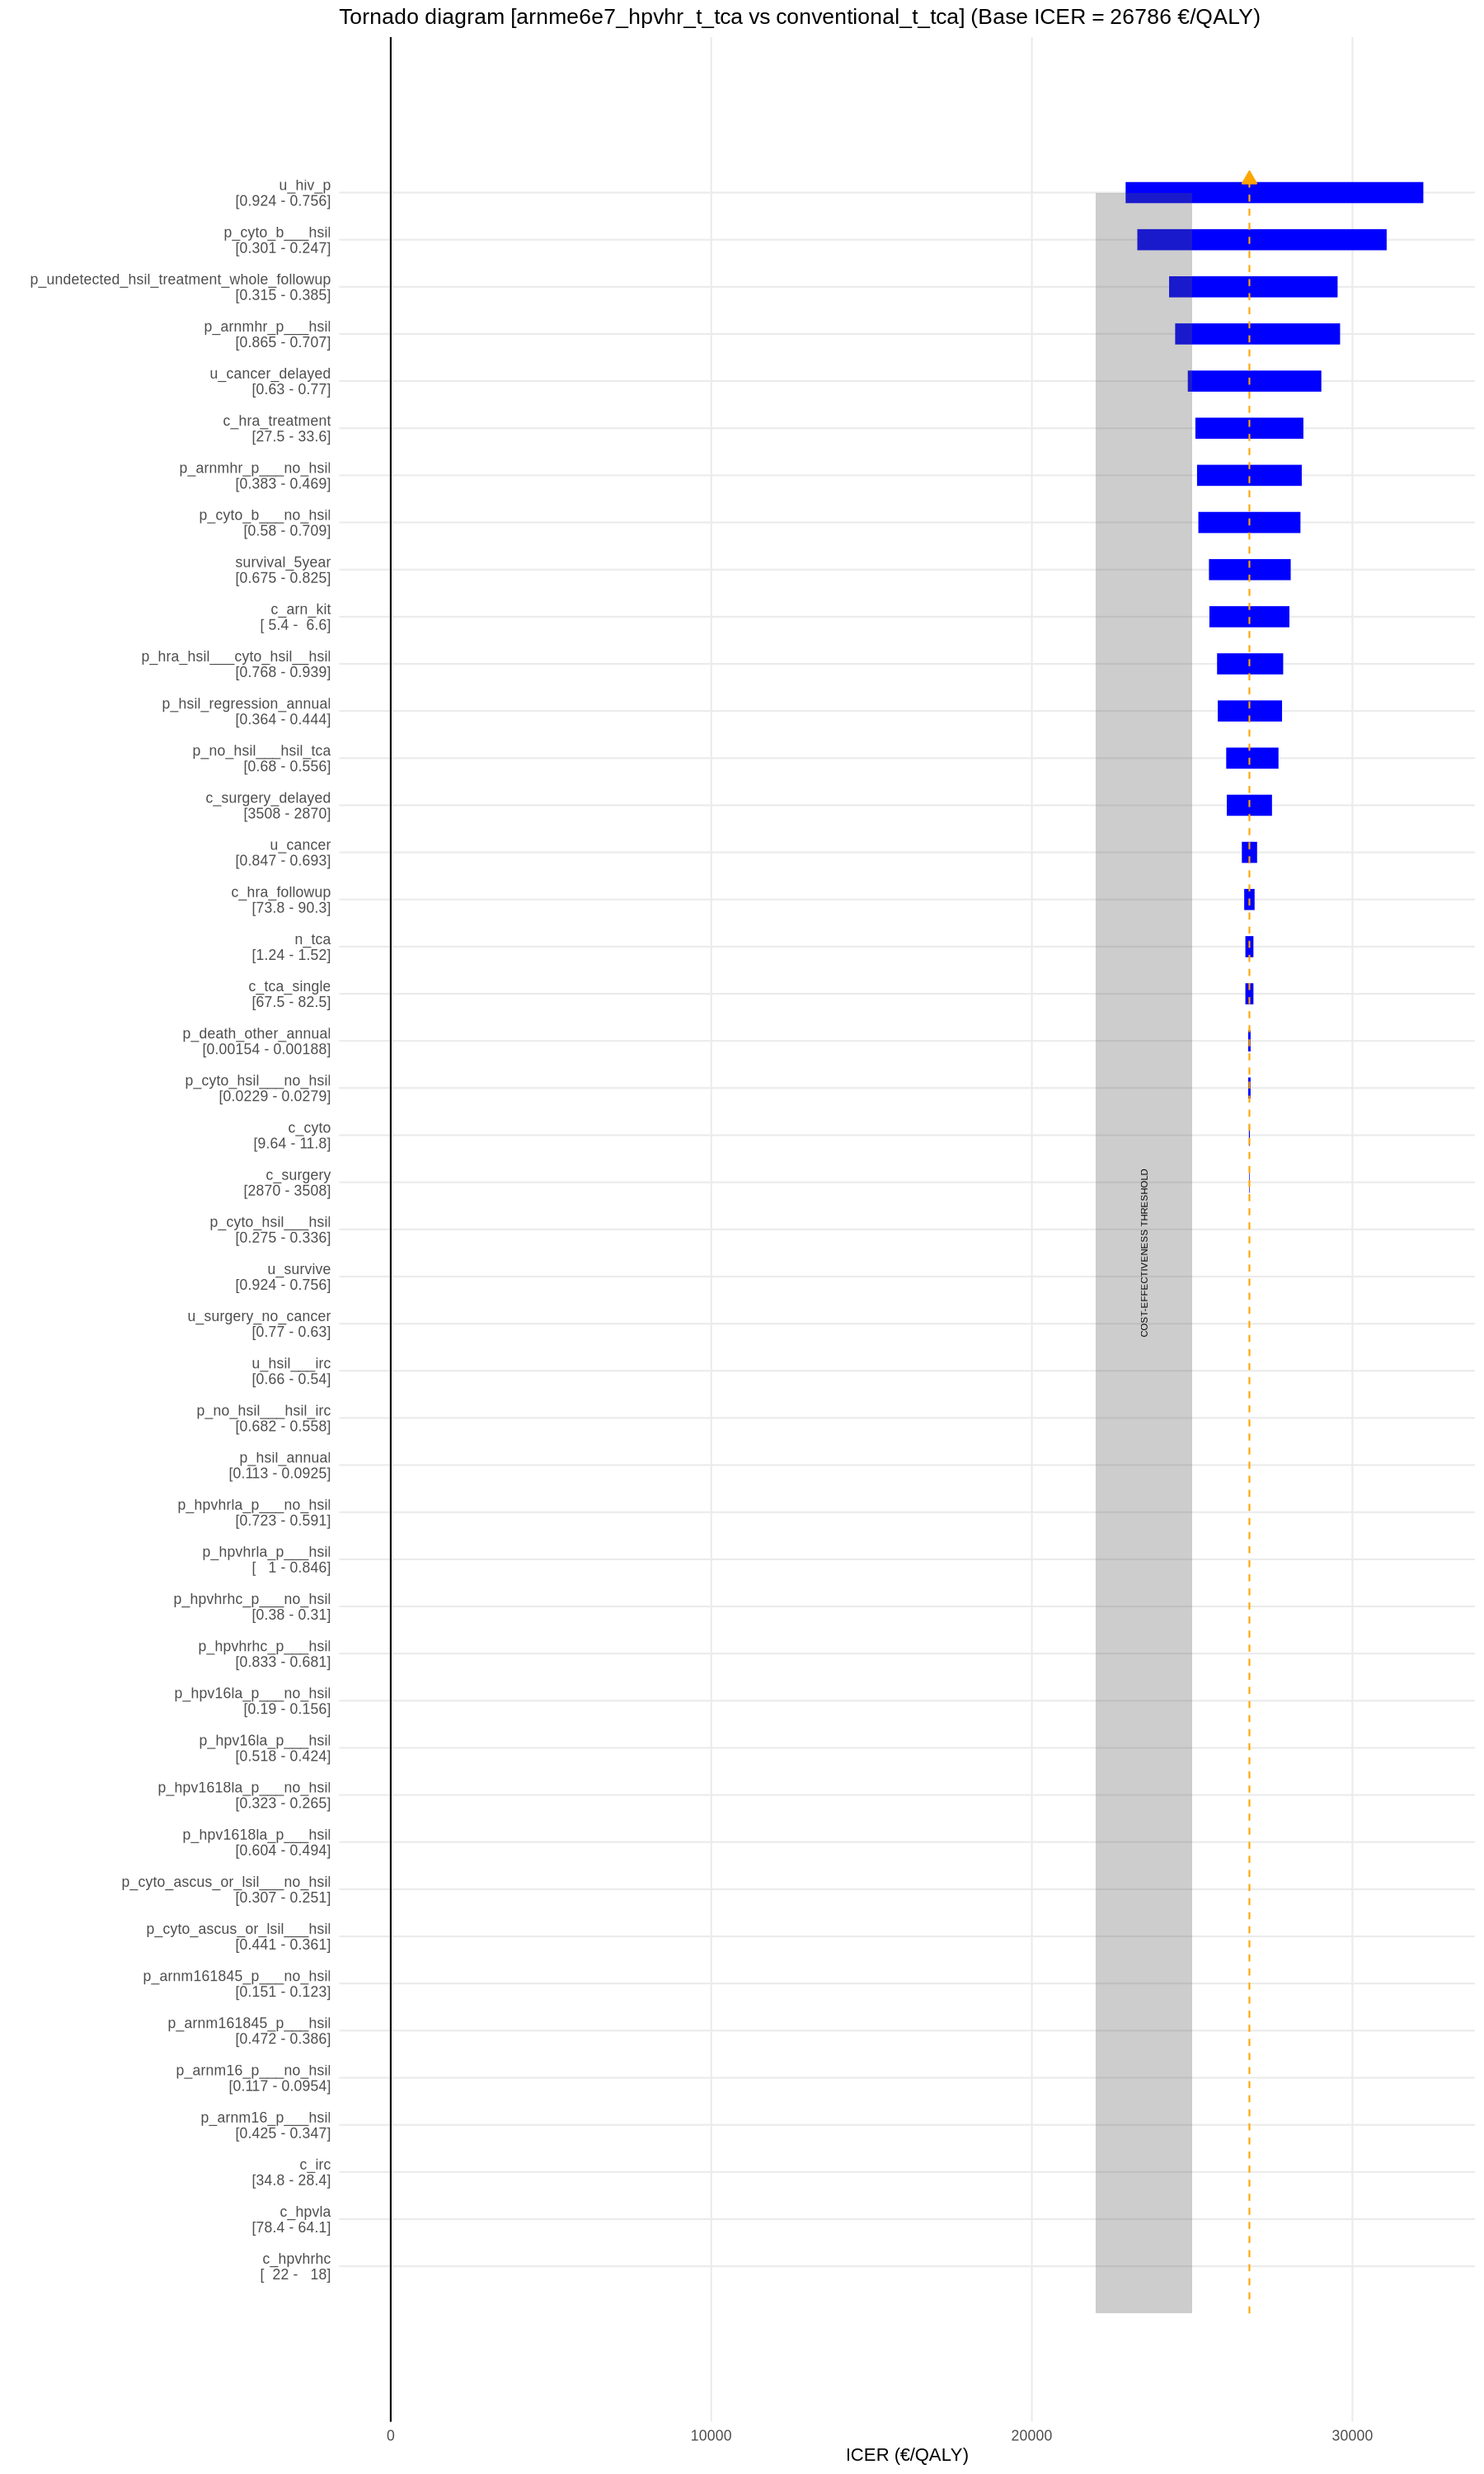 Tornado diagram [arnme6e7_hpvhr_t_tca vs conventional_t_tca] (Base ICER = 26786 €/QALY)
u_hiv_p
[0.924 - 0.756]
p_cyto_b___hsil
[0.301 - 0.247]
p_undetected_hsil_treatment_whole_followup
[0.315 - 0.385]
p_arnmhr_p___hsil
[0.865 - 0.707]
u_cancer_delayed
[0.63 - 0.77]
c_hra_treatment
[27.5 - 33.6]
p_arnmhr_p___no_hsil
[0.383 - 0.469]
p_cyto_b___no_hsil
[0.58 - 0.709]
survival_5year
[0.675 - 0.825]
c_arn_kit
[ 5.4 -  6.6]
p_hra_hsil___cyto_hsil__hsil
[0.768 - 0.939]
p_hsil_regression_annual
[0.364 - 0.444]
p_no_hsil___hsil_tca
[0.68 - 0.556]
c_surgery_delayed
[3508 - 2870]
u_cancer
[0.847 - 0.693]
c_hra_followup
[73.8 - 90.3]
n_tca
[1.24 - 1.52]
c_tca_single
[67.5 - 82.5]
p_death_other_annual
[0.00154 - 0.00188]
p_cyto_hsil___no_hsil
[0.0229 - 0.0279]
c_cyto
[9.64 - 11.8]
c_surgery
[2870 - 3508]
p_cyto_hsil___hsil
[0.275 - 0.336]
u_survive
[0.924 - 0.756]
u_surgery_no_cancer
[0.77 - 0.63]
u_hsil___irc
[0.66 - 0.54]
p_no_hsil___hsil_irc
[0.682 - 0.558]
p_hsil_annual
[0.113 - 0.0925]
p_hpvhrla_p___no_hsil
[0.723 - 0.591]
p_hpvhrla_p___hsil
[   1 - 0.846]
p_hpvhrhc_p___no_hsil
[0.38 - 0.31]
p_hpvhrhc_p___hsil
[0.833 - 0.681]
p_hpv16la_p___no_hsil
[0.19 - 0.156]
p_hpv16la_p___hsil
[0.518 - 0.424]
p_hpv1618la_p___no_hsil
[0.323 - 0.265]
p_hpv1618la_p___hsil
[0.604 - 0.494]
p_cyto_ascus_or_lsil___no_hsil
[0.307 - 0.251]
p_cyto_ascus_or_lsil___hsil
[0.441 - 0.361]
p_arnm161845_p___no_hsil
[0.151 - 0.123]
p_arnm161845_p___hsil
[0.472 - 0.386]
p_arnm16_p___no_hsil
[0.117 - 0.0954]
p_arnm16_p___hsil
[0.425 - 0.347]
c_irc
[34.8 - 28.4]
c_hpvla
[78.4 - 64.1]
c_hpvhrhc
[  22 -   18]
COST-EFFECTIVENESS THRESHOLD
0 10000 20000 30000
ICER (€/QALY)